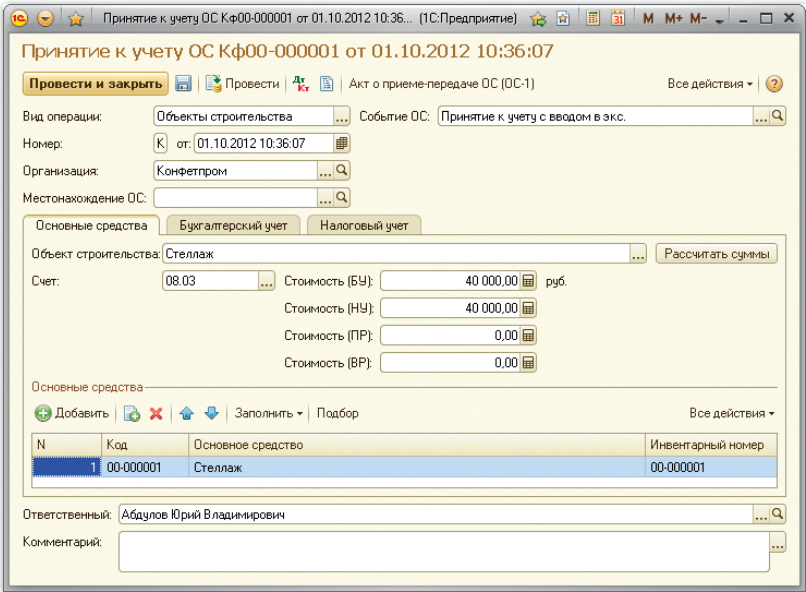 1С Принятие к учету ОС Кф00-000001 от 01.10.2012 10:36... (1С:Предприятие) 31 M M+ M-
Принятие к учету ОС Кф00-000001 от 01.10.2012 10:36:07
Провести и закрыть Провести Дт Кт Акт о приеме-передаче ОС (ОС-1) Все действия ?
Вид операции: Объекты строительства ... Событие ОС: Принятие к учету с вводом в экс. ...
Номер: К от: 01.10.2012 10:36:07
Организация: Конфетпром ...
Местонахождение ОС: ...
Основные средства Бухгалтерский учет Налоговый учет
Объект строительства: Стеллаж ... Рассчитать суммы
Счет: 08.03 ... Стоимость (БУ): 40 000,00 руб.
Стоимость (НУ): 40 000,00
Стоимость (ПР): 0,00
Стоимость (ВР): 0,00
Основные средства
Добавить Заполнить Подбор Все действия
N Код Основное средство Инвентарный номер
1 00-000001 Стеллаж 00-000001
Ответственный: Абдулов Юрий Владимирович ...
Комментарий: ...